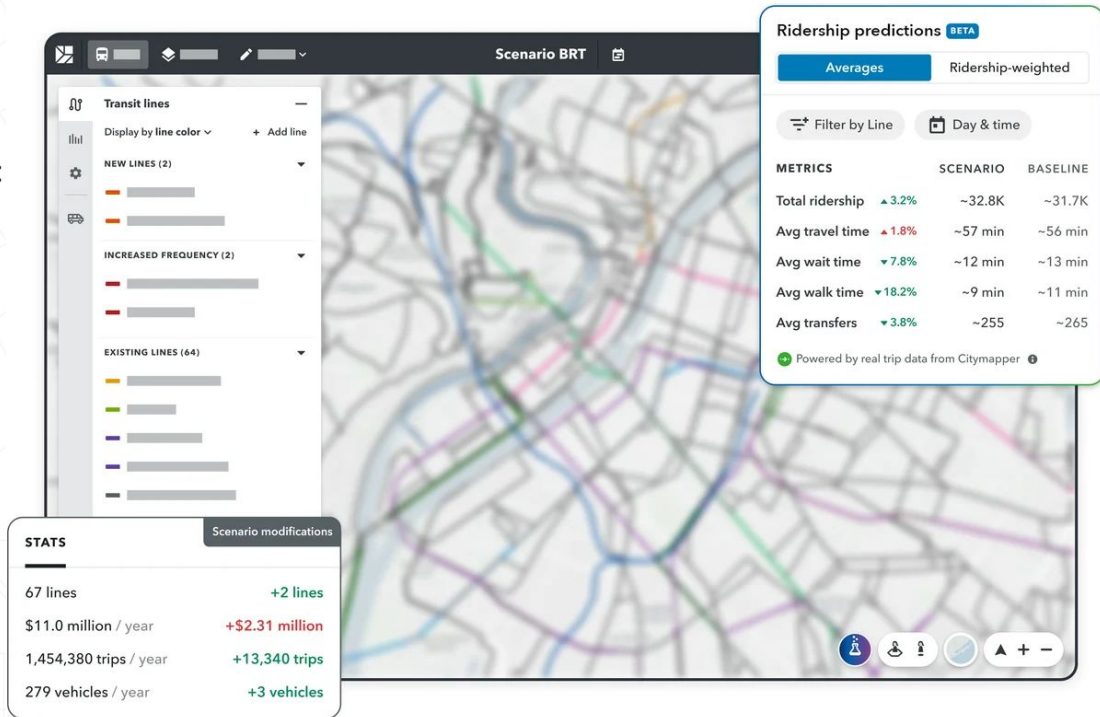 Scenario BRT
Transit lines
Display by line color
+ Add line
NEW LINES (2)
INCREASED FREQUENCY (2)
EXISTING LINES (64)
STATS
Scenario modifications
67 lines +2 lines
$11.0 million / year +$2.31 million
1,454,380 trips / year +13,340 trips
279 vehicles / year +3 vehicles
Ridership predictions BETA
Averages Ridership-weighted
Filter by Line Day & time
METRICS SCENARIO BASELINE
Total ridership ▲3.2% ~32.8K ~31.7K
Avg travel time ▲1.8% ~57 min ~56 min
Avg wait time ▼7.8% ~12 min ~13 min
Avg walk time ▼18.2% ~9 min ~11 min
Avg transfers ▼3.8% ~255 ~265
Powered by real trip data from Citymapper